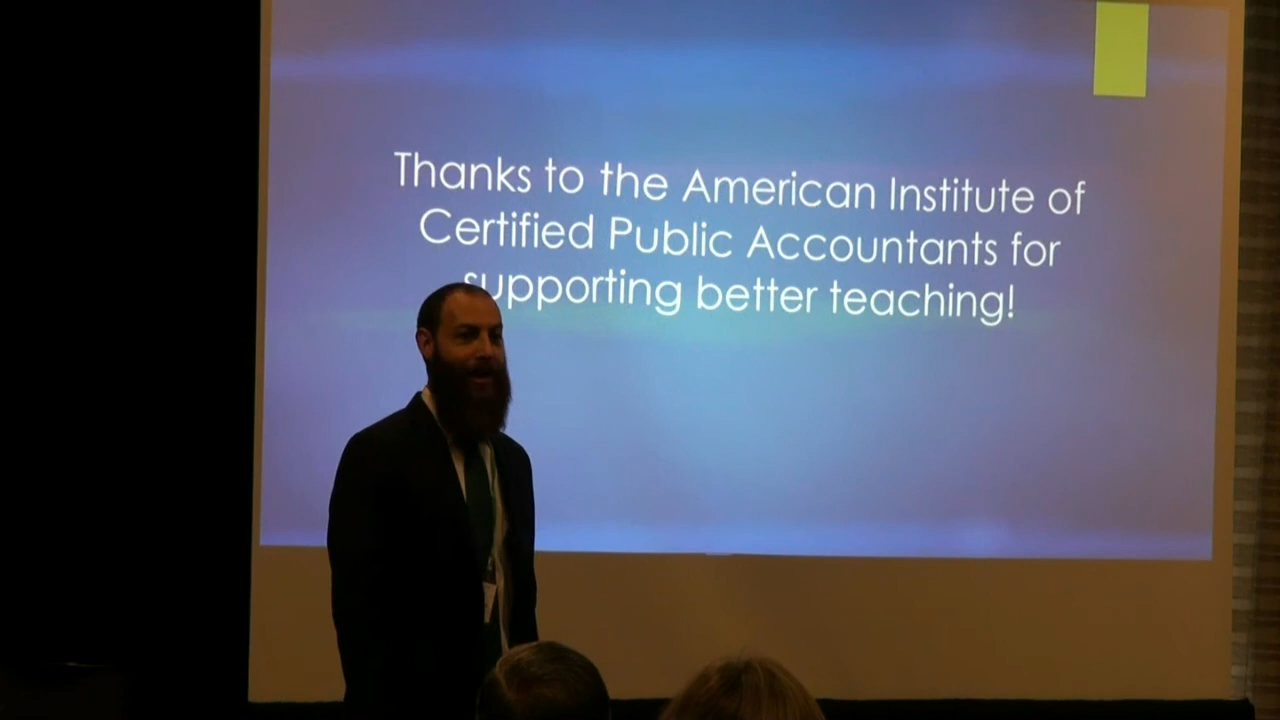 Thanks to the American Institute of
Certified Public Accountants for
supporting better teaching!